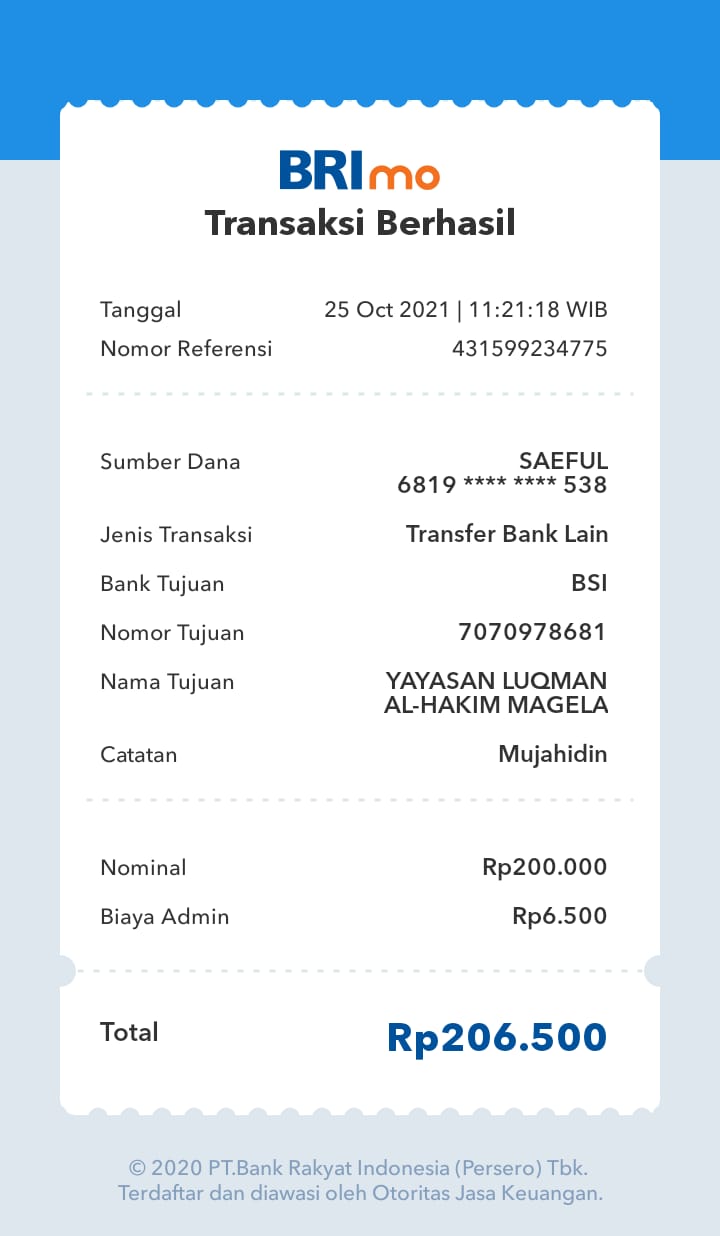 BRImo
Transaksi Berhasil
Tanggal 25 Oct 2021 | 11:21:18 WIB
Nomor Referensi 431599234775
Sumber Dana SAEFUL
6819 **** **** 538
Jenis Transaksi Transfer Bank Lain
Bank Tujuan BSI
Nomor Tujuan 7070978681
Nama Tujuan YAYASAN LUQMAN
AL-HAKIM MAGELA
Catatan Mujahidin
Nominal Rp200.000
Biaya Admin Rp6.500
Total Rp206.500
© 2020 PT.Bank Rakyat Indonesia (Persero) Tbk.
Terdaftar dan diawasi oleh Otoritas Jasa Keuangan.